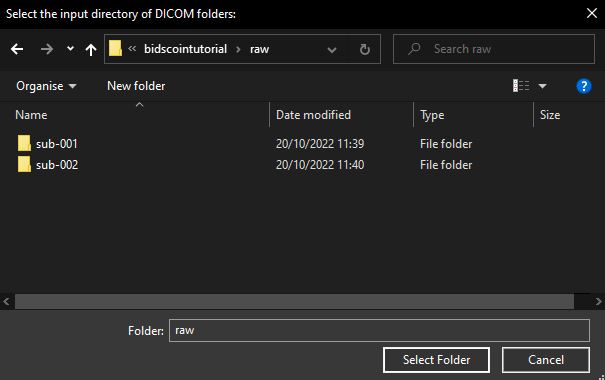 Select the input directory of DICOM folders:
« bidscointutorial › raw
Search raw
Organise New folder
?
Name Date modified Type Size
sub-001 20/10/2022 11:39 File folder
sub-002 20/10/2022 11:40 File folder
Folder: raw
Select Folder Cancel